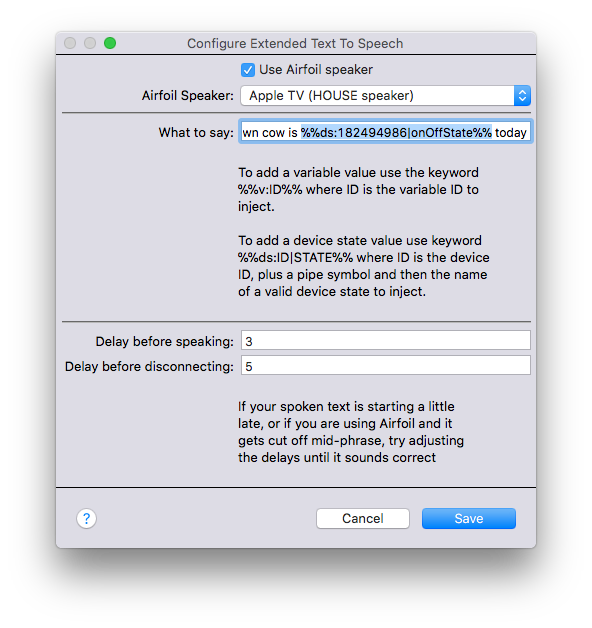 Configure Extended Text To Speech
Use Airfoil speaker
Airfoil Speaker: Apple TV (HOUSE speaker)
What to say: wn cow is %%ds:182494986|onOffState%% today
To add a variable value use the keyword
%%v:ID%% where ID is the variable ID to
inject.
To add a device state value use keyword
%%ds:ID|STATE%% where ID is the device
ID, plus a pipe symbol and then the name
of a valid device state to inject.
Delay before speaking: 3
Delay before disconnecting: 5
If your spoken text is starting a little
late, or if you are using Airfoil and it
gets cut off mid-phrase, try adjusting
the delays until it sounds correct
? Cancel Save